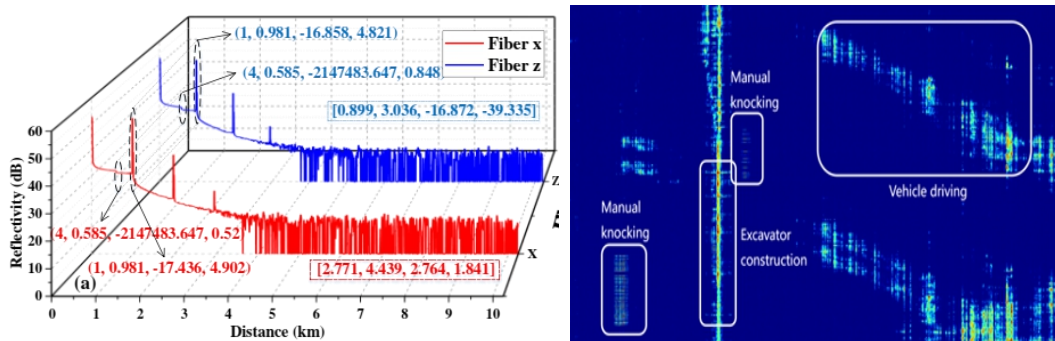 (1, 0.981, -16.858, 4.821)
Fiber x
Fiber z
(4, 0.585, -2147483.647, 0.848
[0.899, 3.036, -16.872, -39.335]
60
50
40
30
20
10
0
Reflectivity (dB)
Z
X
4, 0.585, -2147483.647, 0.52
(1, 0.981, -17.436, 4.902)
[2.771, 4.439, 2.764, 1.841]
(a)
0 1 2 3 4 5 6 7 8 9 10
Distance (km)
Manual
knocking
Vehicle driving
Manual
knocking
Excavator
construction